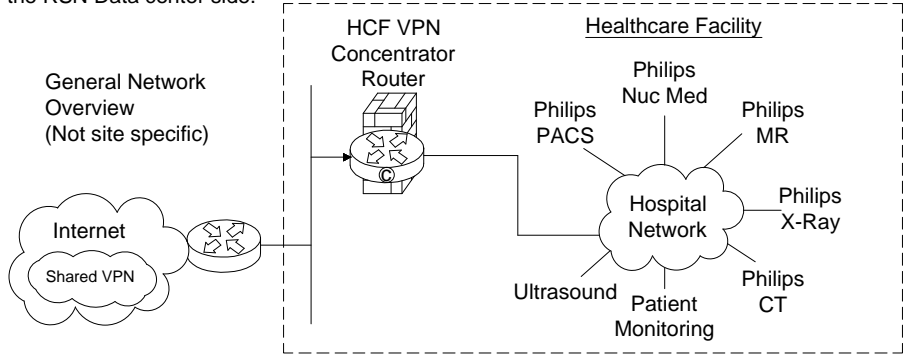 the RSN Data center side.
HCF VPN
Concentrator
Router
Healthcare Facility
General Network
Overview
(Not site specific)
Philips
Nuc Med
Philips
PACS
Philips
MR
C
Internet
Shared VPN
Hospital
Network
Philips
X-Ray
Ultrasound
Patient
Monitoring
Philips
CT